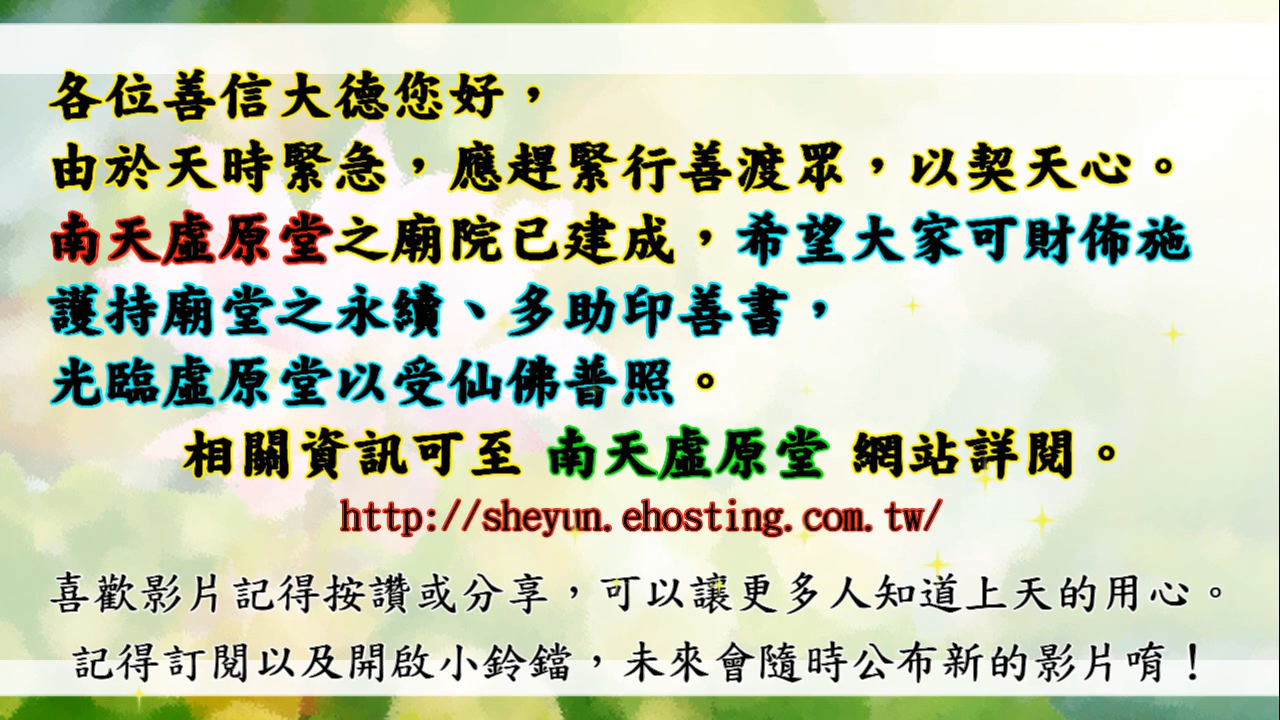 各位善信大德您好，
由於天時緊急，應趕緊行善渡眾，以契天心。
南天虛原堂之廟院已建成，希望大家可財佈施
護持廟堂之永續、多助印善書，
光臨虛原堂以受仙佛普照。
相關資訊可至 南天虛原堂 網站詳閱。
http://sheyun.ehosting.com.tw/
喜歡影片記得按讚或分享，可以讓更多人知道上天的用心。
記得訂閱以及開啟小鈴鐺，未來會隨時公布新的影片唷！